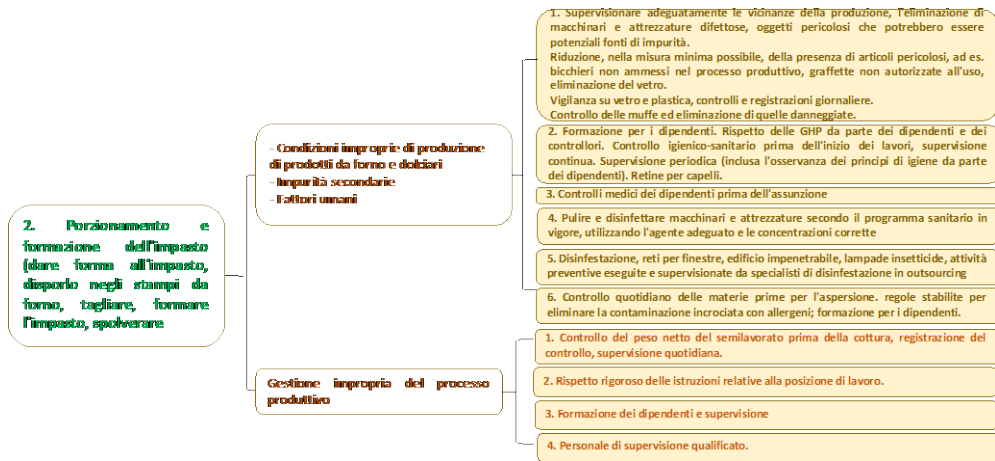 2. Porzionamento e
formazione dell'impasto
(dare forma all'impasto,
disporlo negli stampi da
forno, tagliare, formare
l'impasto, spolverare
- Condizioni improprie di produzione
di prodotti da forno e dolciari
- Impurità secondarie
- Fattori umani
1. Supervisionare adeguatamente le vicinanze della produzione, l'eliminazione di
macchinari e attrezzature difettose, oggetti pericolosi che potrebbero essere
potenziali fonti di impurità.
Riduzione, nella misura minima possibile, della presenza di articoli pericolosi, ad es.
bicchieri non ammessi nel processo produttivo, graffette non autorizzate all'uso,
eliminazione del vetro.
Vigilanza su vetro e plastica, controlli e registrazioni giornaliere.
Controllo delle muffe ed eliminazione di quelle danneggiate.
2. Formazione per i dipendenti. Rispetto delle GHP da parte dei dipendenti e dei
controllori. Controllo igienico-sanitario prima dell'inizio dei lavori, supervisione
continua. Supervisione periodica (inclusa l'osservanza dei principi di igiene da parte
dei dipendenti). Retine per capelli.
3. Controlli medici dei dipendenti prima dell'assunzione
4. Pulire e disinfettare macchinari e attrezzature secondo il programma sanitario in
vigore, utilizzando l'agente adeguato e le concentrazioni corrette
5. Disinfestazione, reti per finestre, edificio impenetrabile, lampade insetticide, attività
preventive eseguite e supervisionate da specialisti di disinfestazione in outsourcing
6. Controllo quotidiano delle materie prime per l'aspersione. regole stabilite per
eliminare la contaminazione incrociata con allergeni; formazione per i dipendenti.
Gestione impropria del processo
produttivo
1. Controllo del peso netto del semilavorato prima della cottura, registrazione del
controllo, supervisione quotidiana.
2. Rispetto rigoroso delle istruzioni relative alla posizione di lavoro.
3. Formazione dei dipendenti e supervisione
4. Personale di supervisione qualificato.